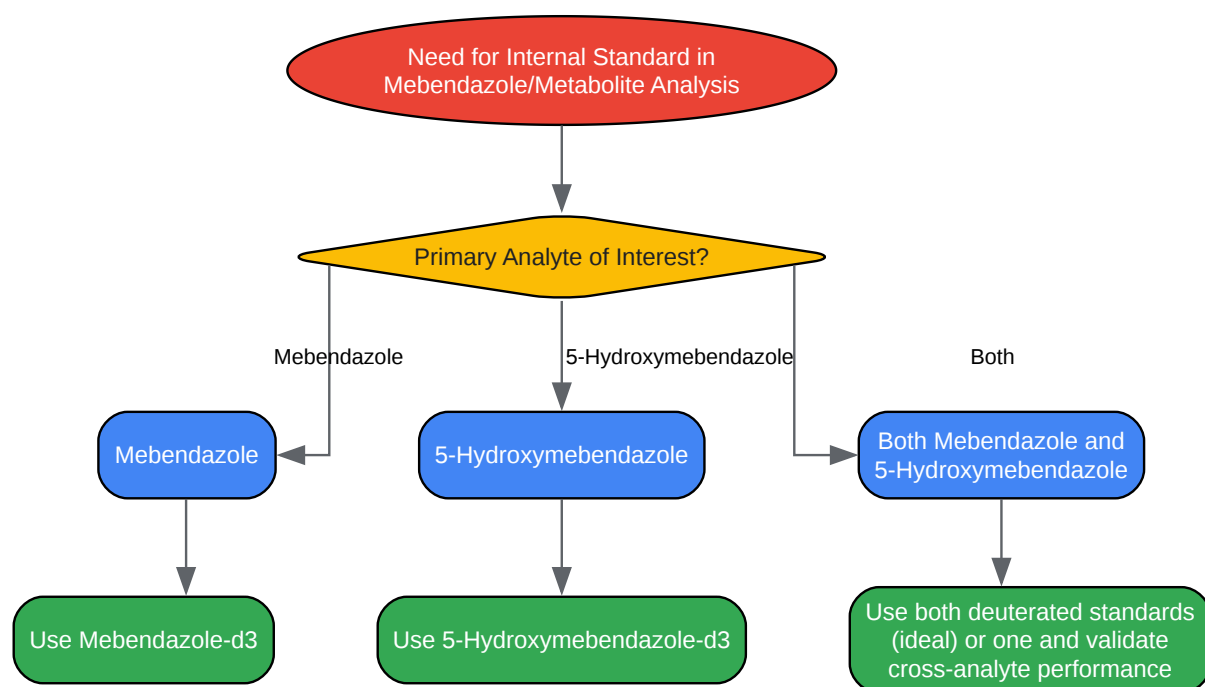 Need for Internal Standard in
Mebendazole/Metabolite Analysis
Primary Analyte of Interest?
Mebendazole
5-Hydroxymebendazole
Both
Mebendazole
5-Hydroxymebendazole
Both Mebendazole and
5-Hydroxymebendazole
Use Mebendazole-d3
Use 5-Hydroxymebendazole-d3
Use both deuterated standards
(ideal) or one and validate
cross-analyte performance